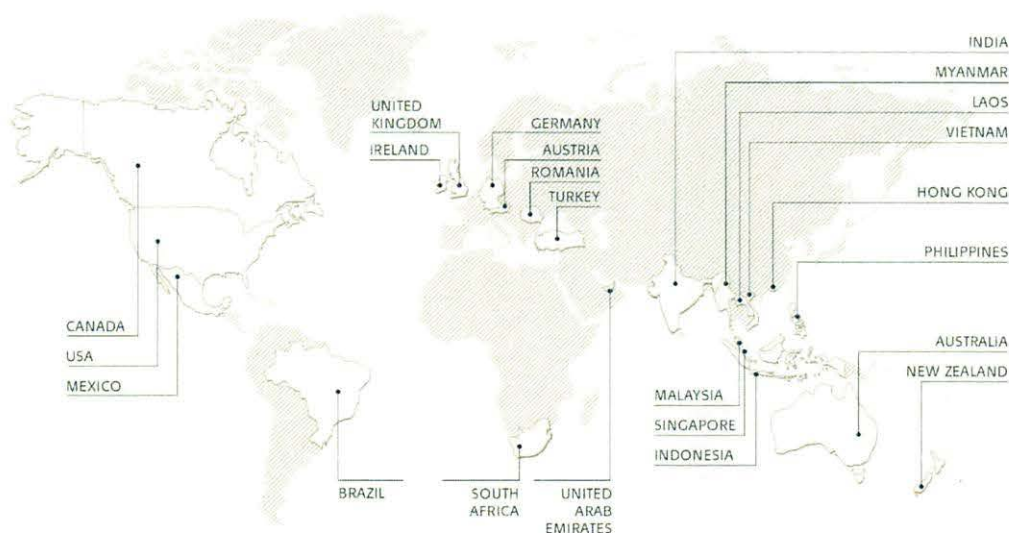 INDIA
MYANMAR
LAOS
VIETNAM
UNITED
KINGDOM
GERMANY
IRELAND
AUSTRIA
ROMANIA
TURKEY
HONG KONG
PHILIPPINES
CANADA
USA
MEXICO
AUSTRALIA
NEW ZEALAND
MALAYSIA
SINGAPORE
INDONESIA
BRAZIL
SOUTH
AFRICA
UNITED
ARAB
EMIRATES